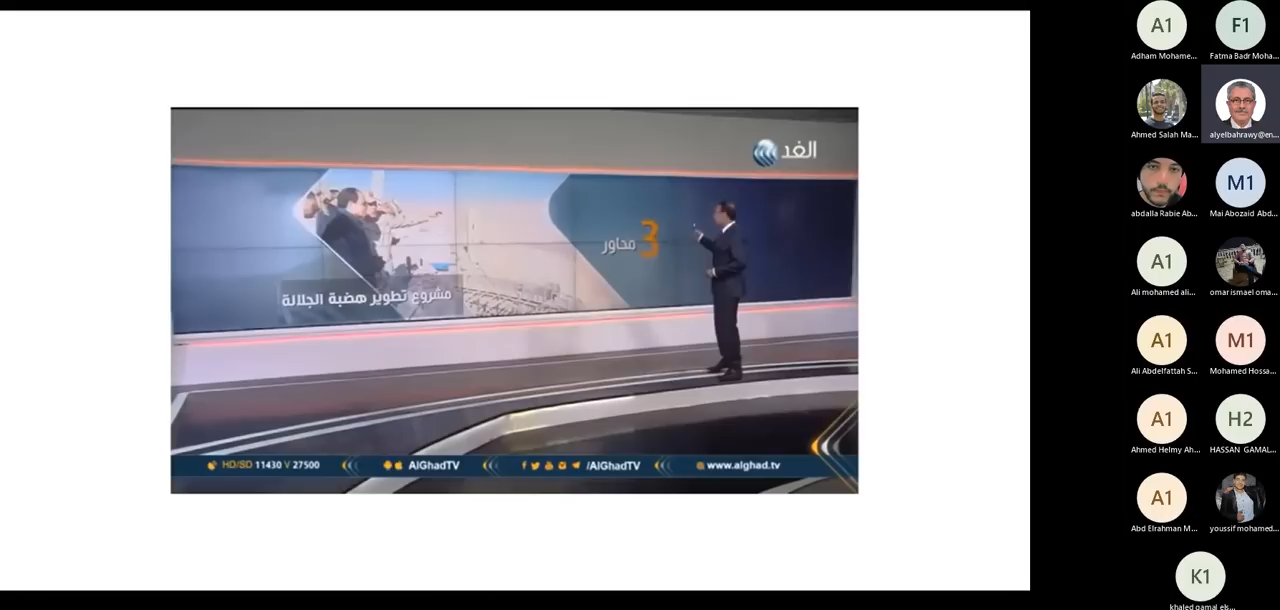 الغد
3 محاور
مشروع تطوير هضبة الجلالة
HD/SD 11430 V 27500
AlGhadTV
/AlGhadTV
www.alghad.tv
A1
F1
Adham Mohame...
Fatma Badr Moha...
Ahmed Salah Ma...
alyelbahrawy@en...
M1
abdalla Rabie Ab...
Mai Abozaid Abd...
A1
Ali mohamed ali...
omar ismael oma...
A1
M1
Ali Abdelfattah S...
Mohamed Hossa...
A1
H2
Ahmed Helmy Ah...
HASSAN GAMAL...
A1
Abd Elrahman M...
youssif mohamed...
K1
khaled gamal els...